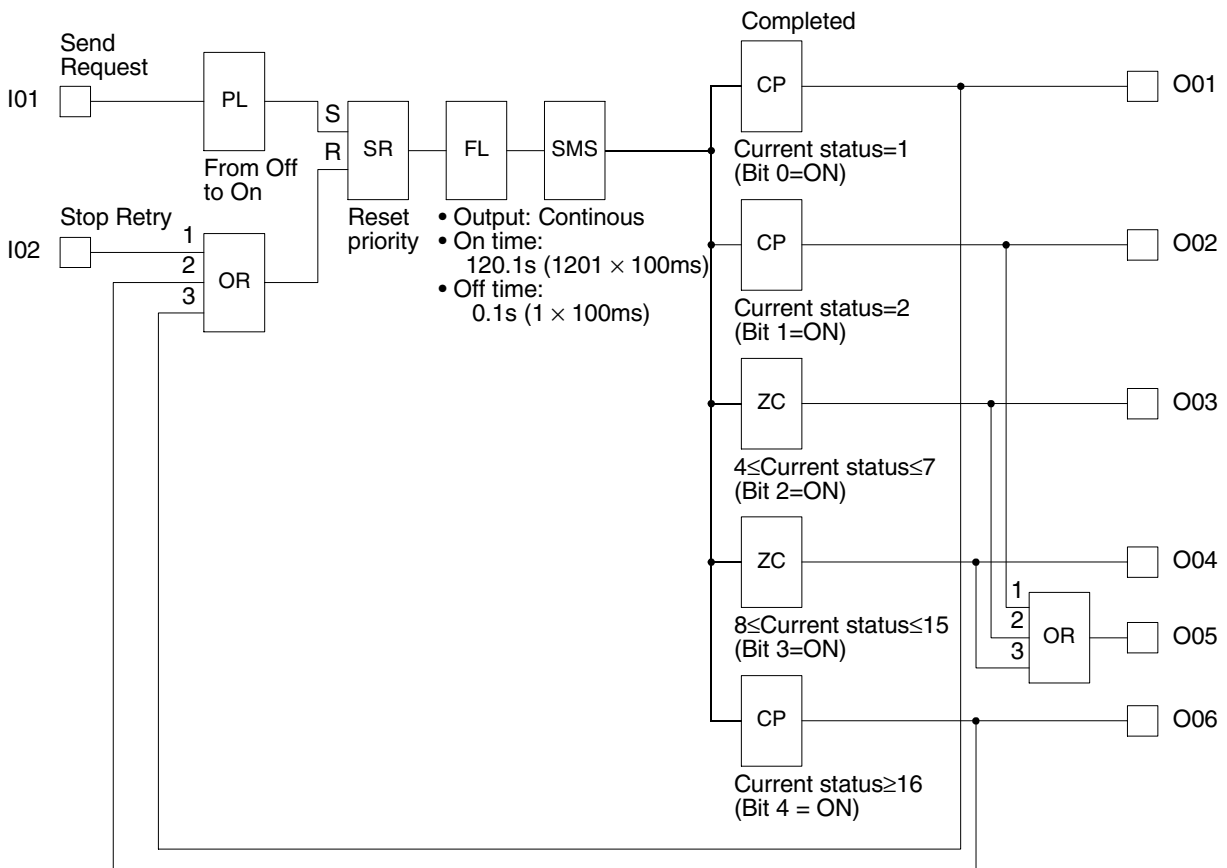 Completed
Send
Request
I01
PL
CP
O01
S
R
SR
FL
SMS
From Off
to On
Current status=1
(Bit 0=ON)
Stop Retry
Reset
priority
• Output: Continous
• On time:
120.1s (1201 × 100ms)
• Off time:
0.1s (1 × 100ms)
I02
1
2
3
OR
CP
O02
Current status=2
(Bit 1=ON)
ZC
O03
4≤Current status≤7
(Bit 2=ON)
ZC
O04
8≤Current status≤15
(Bit 3=ON)
1
2
3
OR
O05
CP
O06
Current status≥16
(Bit 4 = ON)